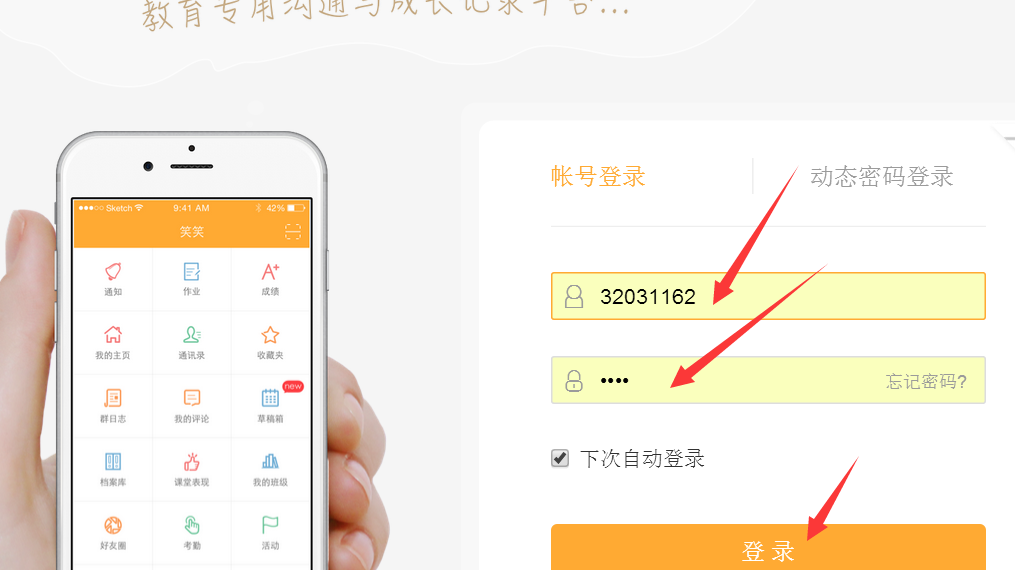 教育专用沟通与成长记录平台...
Sketch 9:41 AM 42%
笑笑
通知 作业 成绩
我的主页 通讯录 收藏夹
new
群日志 我的评论 草稿箱
档案库 课堂表现 我的班级
好友圈 考勤 活动
帐号登录 动态密码登录
32031162
•••• 忘记密码?
下次自动登录
登 录